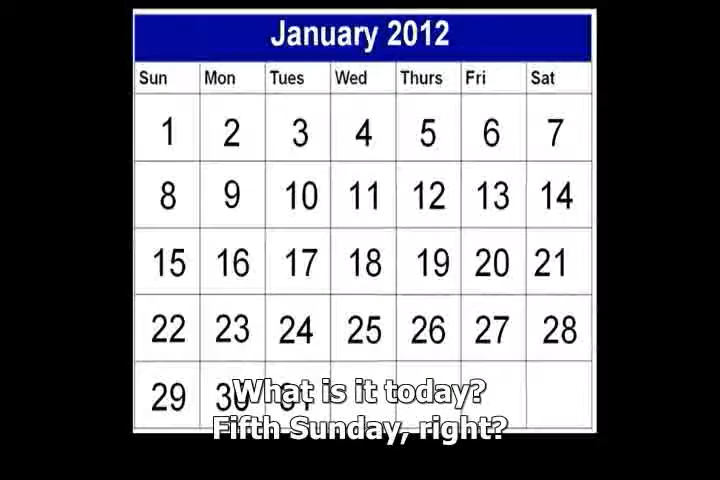 January 2012
Sun Mon Tues Wed Thurs Fri Sat
1 2 3 4 5 6 7
8 9 10 11 12 13 14
15 16 17 18 19 20 21
22 23 24 25 26 27 28
29 30 31
What is it today?
Fifth Sunday, right?